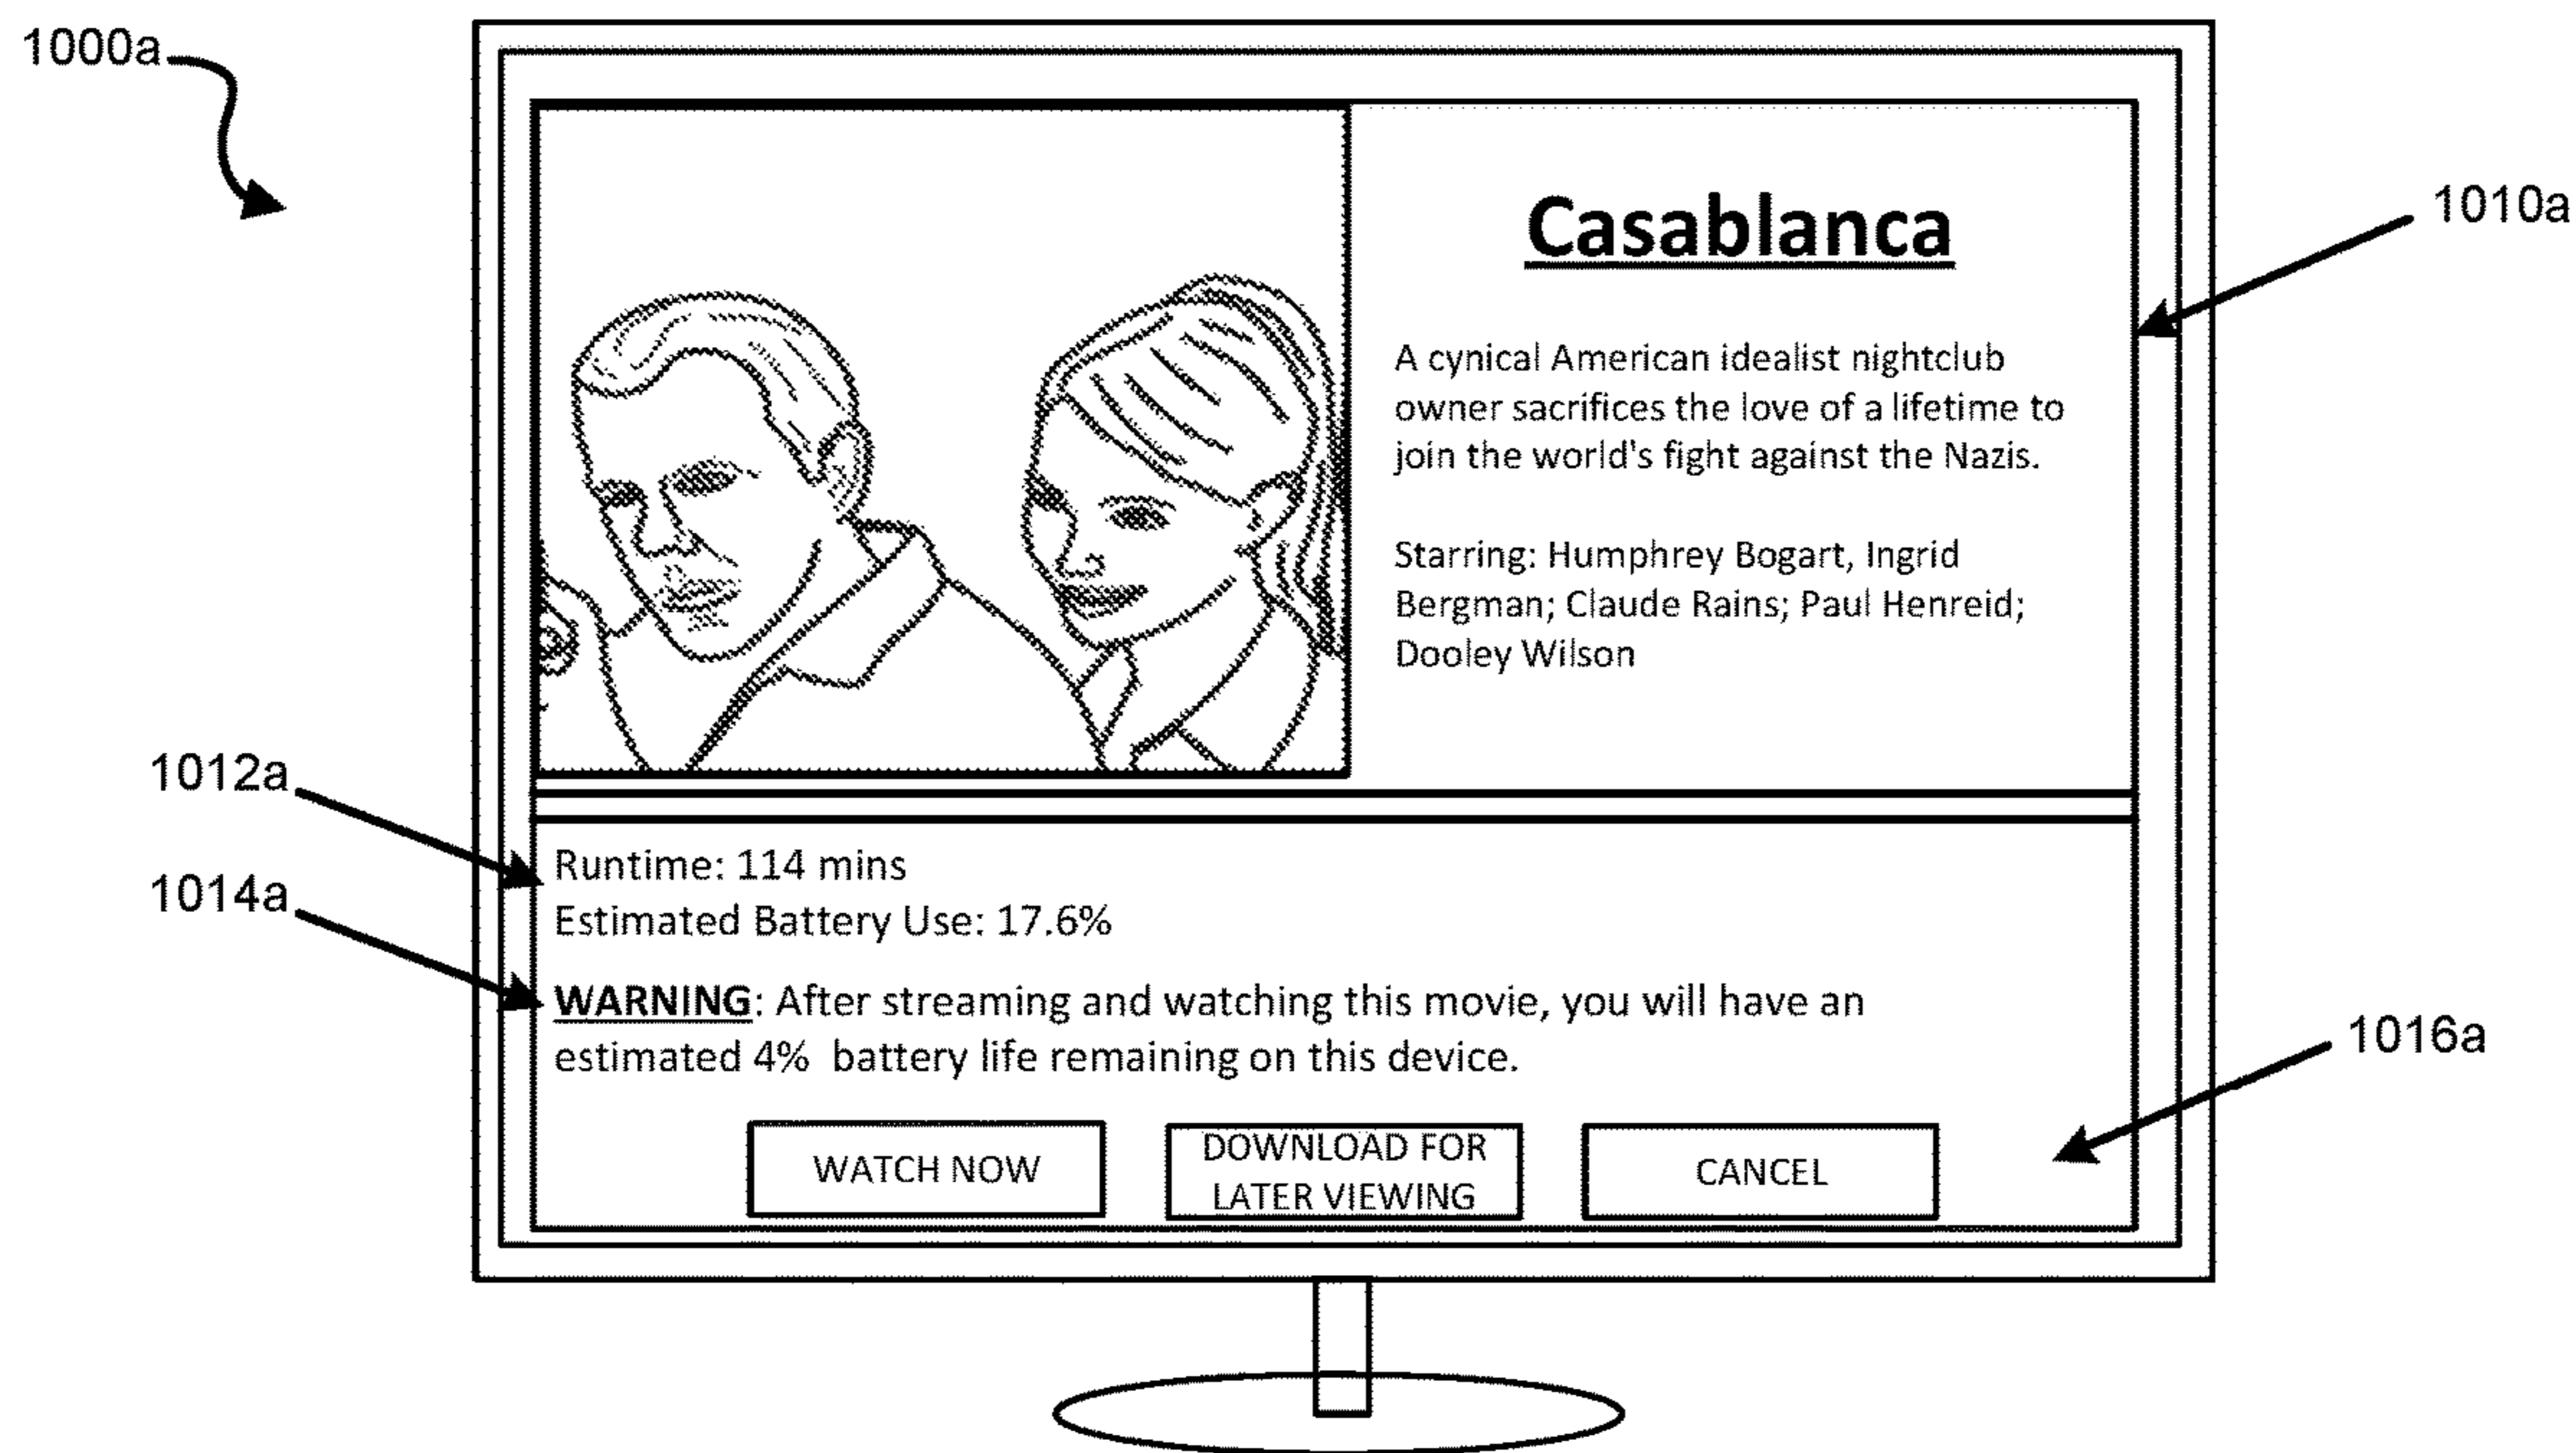 1000a
1010a
Casablanca
A cynical American idealist nightclub
owner sacrifices the love of a lifetime to
join the world's fight against the Nazis.
Starring: Humphrey Bogart, Ingrid
Bergman; Claude Rains; Paul Henreid;
Dooley Wilson
1012a
Runtime: 114 mins
1014a
Estimated Battery Use: 17.6%
WARNING: After streaming and watching this movie, you will have an
estimated 4% battery life remaining on this device.
1016a
WATCH NOW
DOWNLOAD FOR
LATER VIEWING
CANCEL